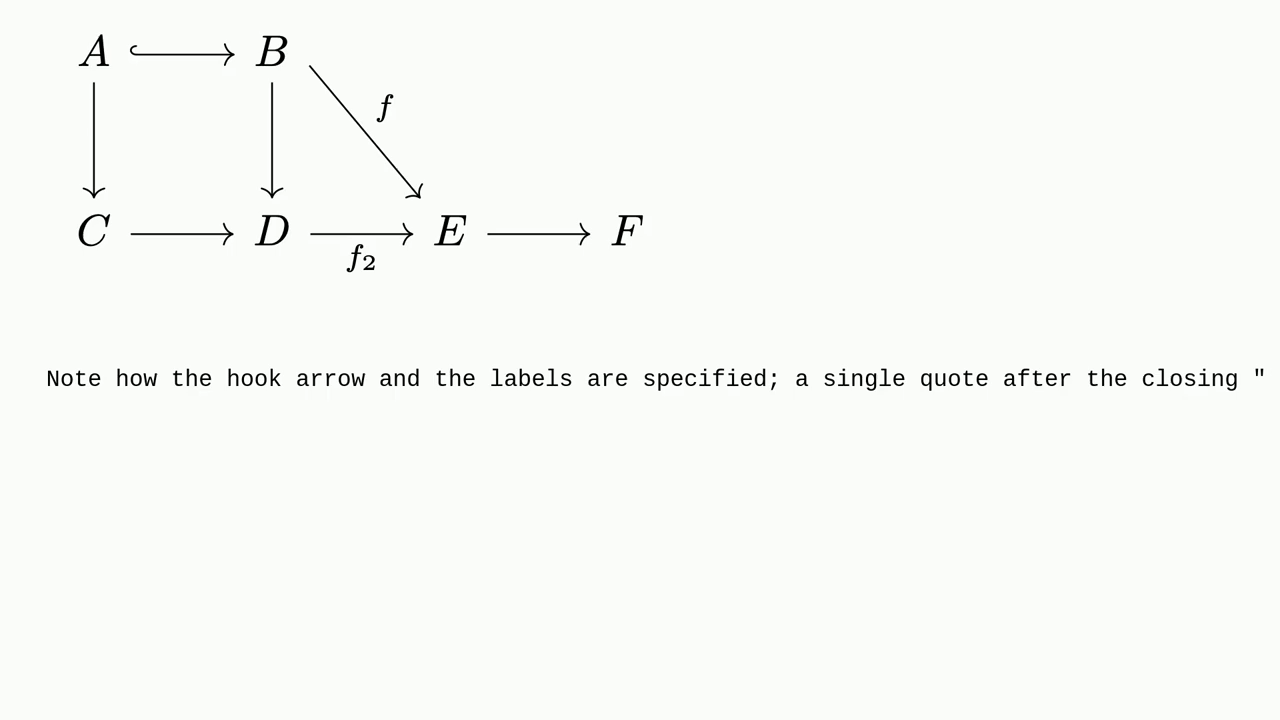 A B
f
C D E F
f₂
Note how the hook arrow and the labels are specified; a single quote after the closing "